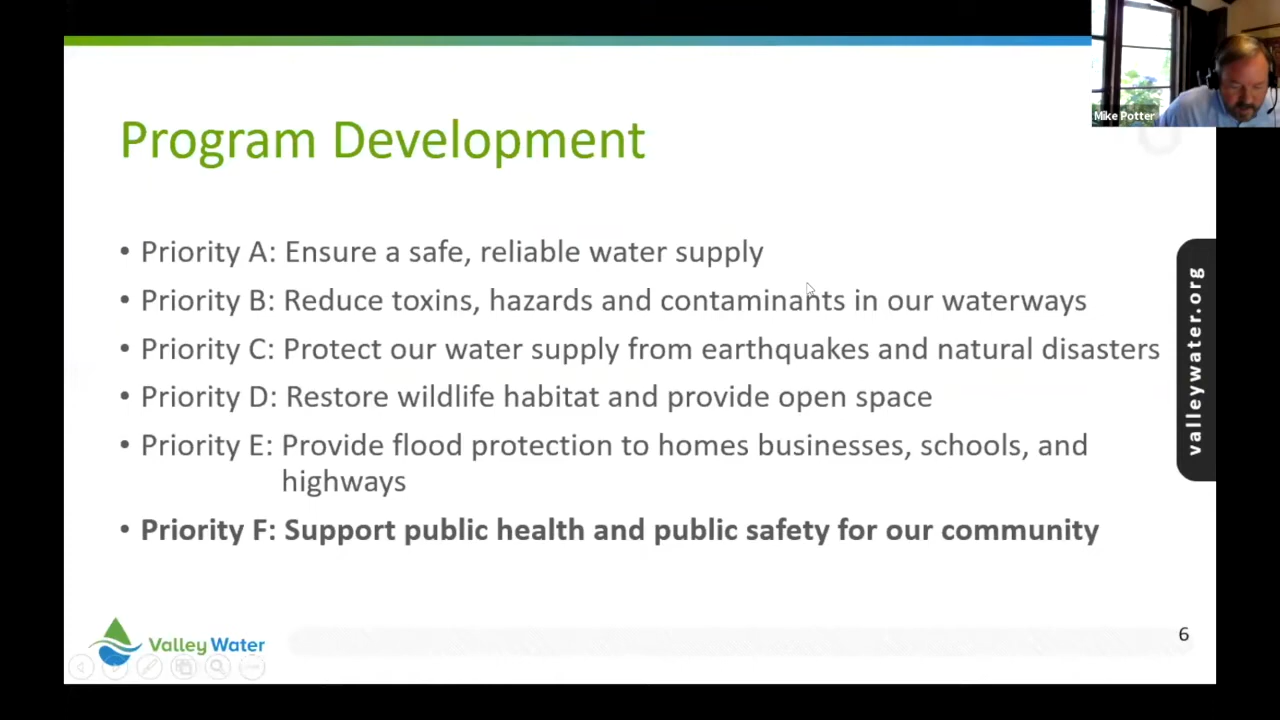 Mike Potter
Program Development
• Priority A: Ensure a safe, reliable water supply
• Priority B: Reduce toxins, hazards and contaminants in our waterways
• Priority C: Protect our water supply from earthquakes and natural disasters
• Priority D: Restore wildlife habitat and provide open space
• Priority E: Provide flood protection to homes businesses, schools, and
highways
• Priority F: Support public health and public safety for our community
valleywater.org
Valley Water
6